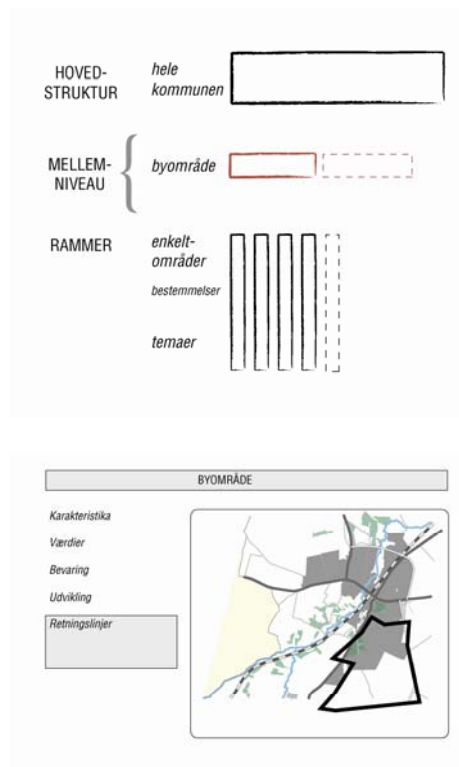 HOVED-
STRUKTUR
hele
kommunen
MELLEM-
NIVEAU
byområde
RAMMER
enkelt-
områder
bestemmelser
temaer
BYOMRÅDE
Karakteristika
Værdier
Bevaring
Udvikling
Retningslinjer